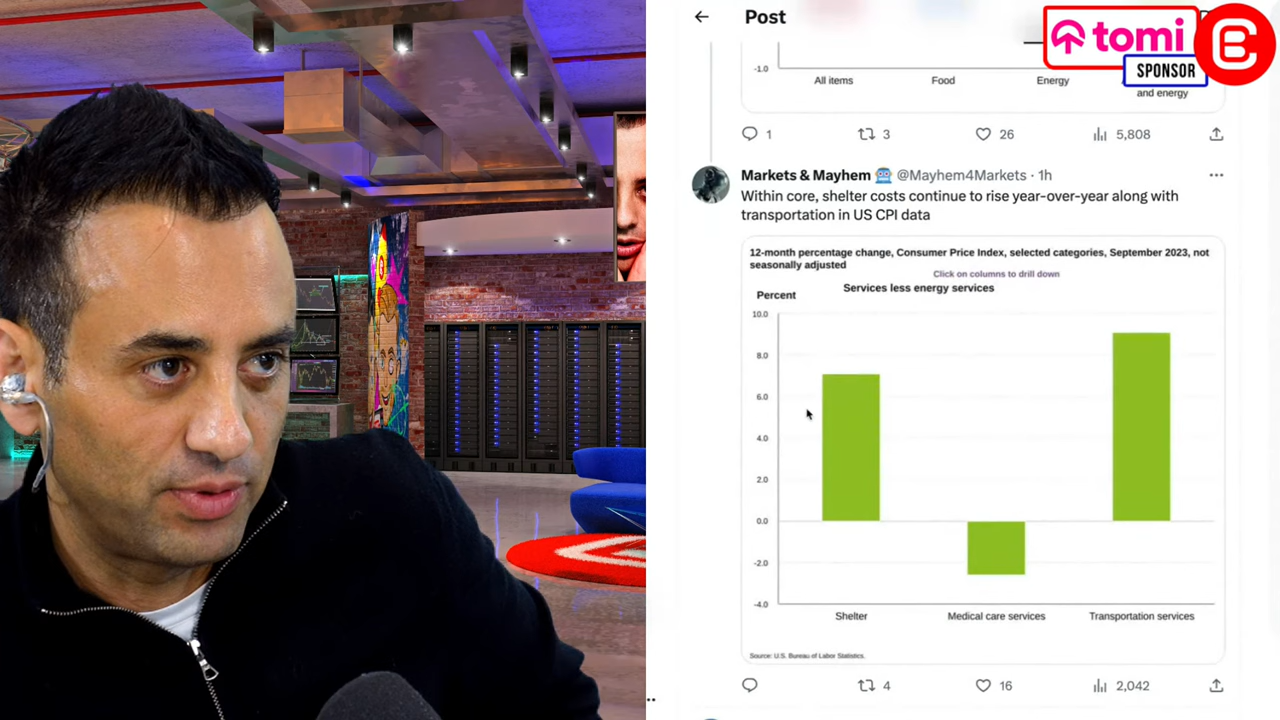 Post
tomi
SPONSOR
-1.0
All items
Food
Energy
and energy
1
3
26
5,808
Markets & Mayhem @Mayhem4Markets · 1h
Within core, shelter costs continue to rise year-over-year along with
transportation in US CPI data
12-month percentage change, Consumer Price Index, selected categories, September 2023, not
seasonally adjusted
Click on columns to drill down
Services less energy services
Percent
10.0
8.0
6.0
4.0
2.0
0.0
-2.0
-4.0
Shelter
Medical care services
Transportation services
Source: U.S. Bureau of Labor Statistics.
4
16
2,042